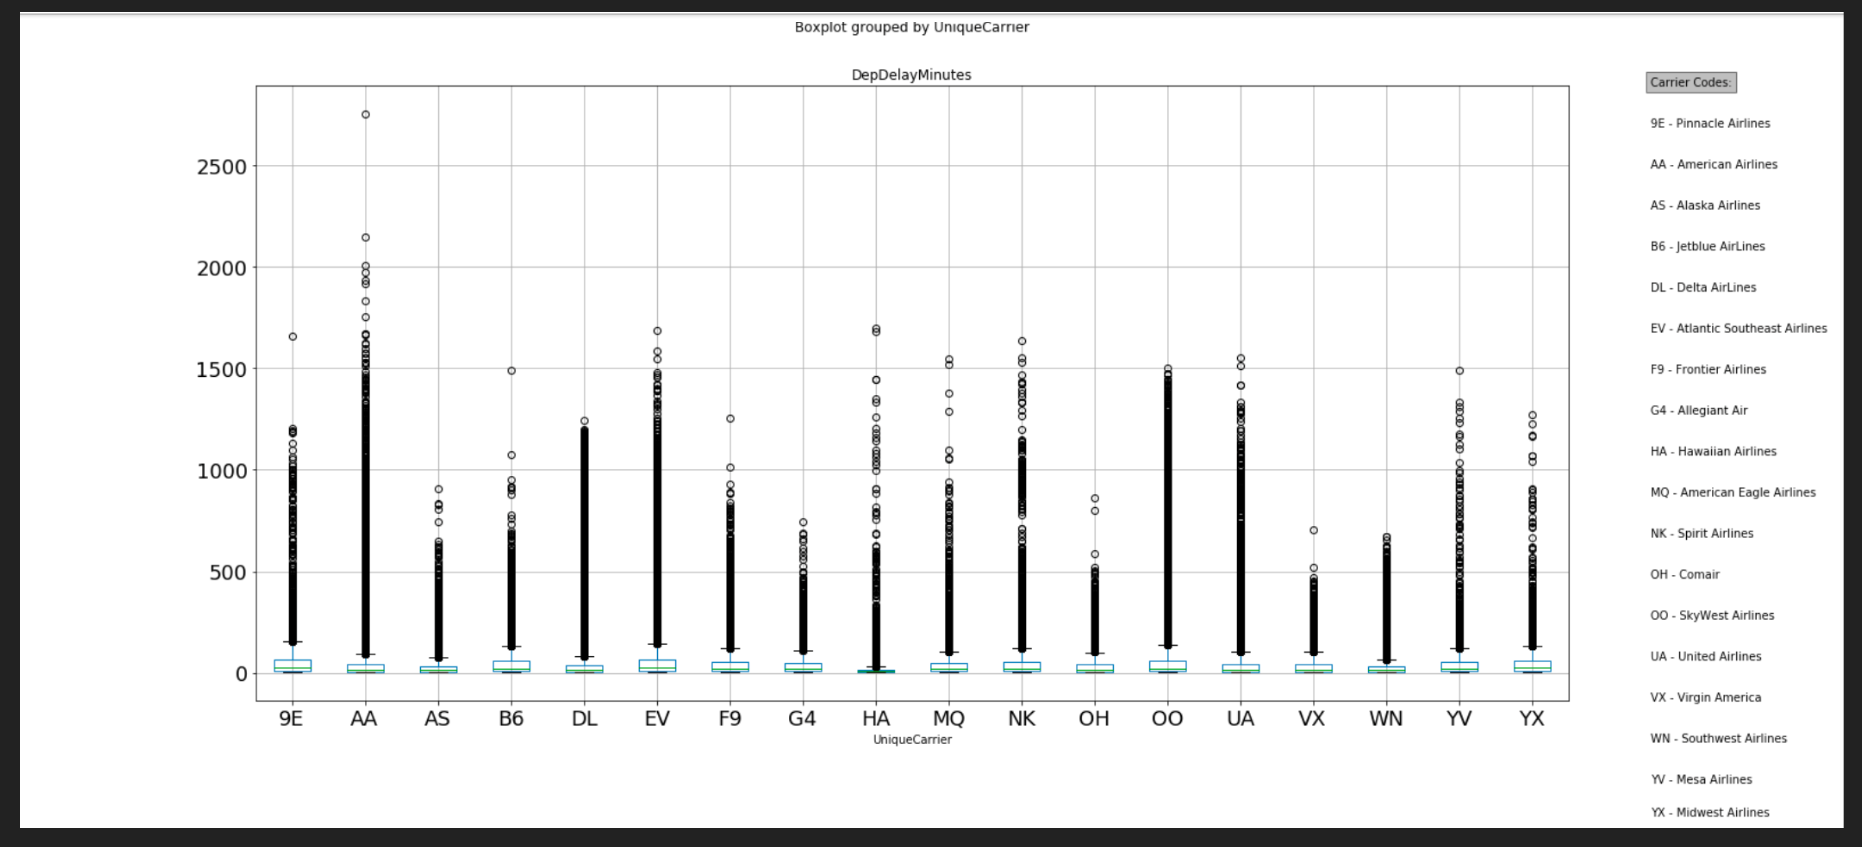 Boxplot grouped by UniqueCarrier
DepDelayMinutes
2500
2000
1500
1000
500
0
9E AA AS B6 DL EV F9 G4 HA MQ NK OH OO UA VX WN YV YX
UniqueCarrier
Carrier Codes:
9E - Pinnacle Airlines
AA - American Airlines
AS - Alaska Airlines
B6 - Jetblue AirLines
DL - Delta AirLines
EV - Atlantic Southeast Airlines
F9 - Frontier Airlines
G4 - Allegiant Air
HA - Hawaiian Airlines
MQ - American Eagle Airlines
NK - Spirit Airlines
OH - Comair
OO - SkyWest Airlines
UA - United Airlines
VX - Virgin America
WN - Southwest Airlines
YV - Mesa Airlines
YX - Midwest Airlines